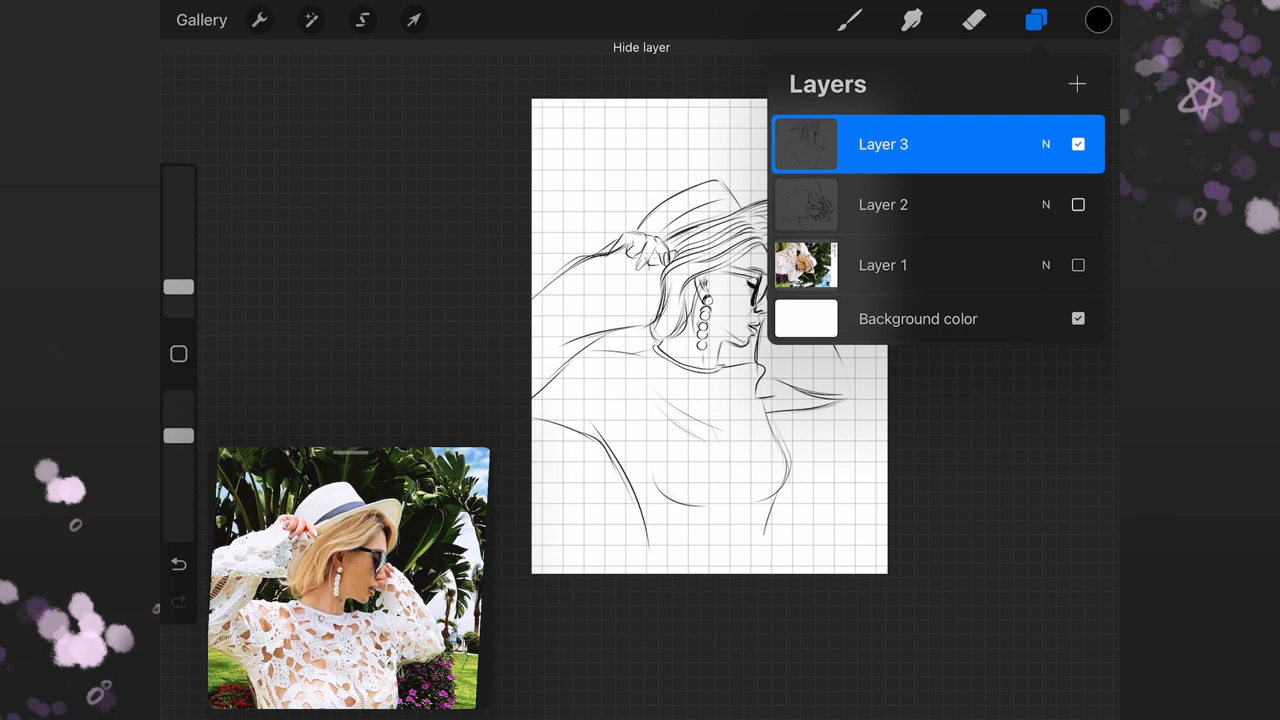 Gallery
Hide layer
Layers
Layer 3 N
Layer 2 N
Layer 1 N
Background color